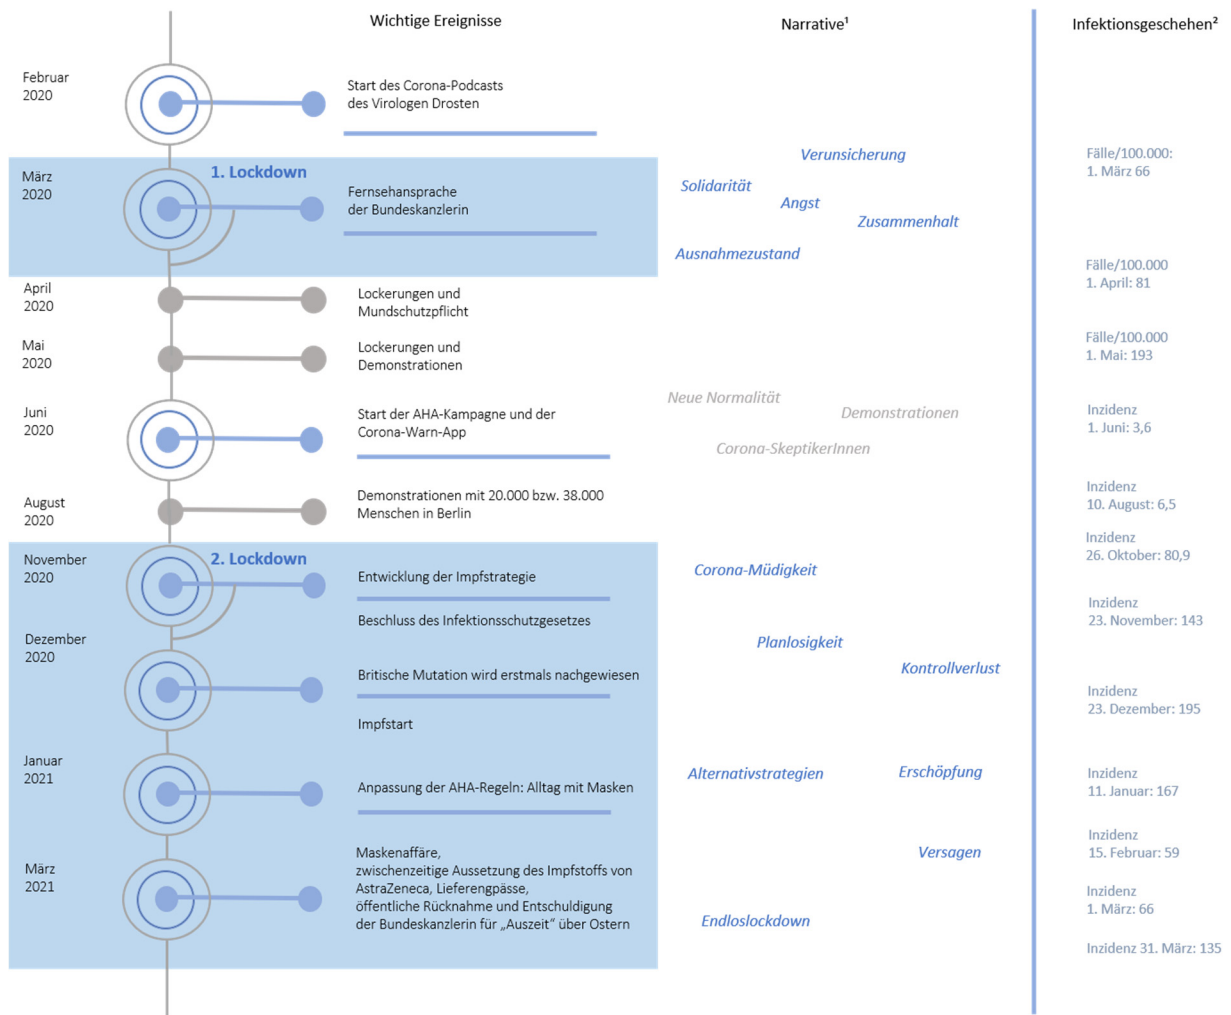 Wichtige Ereignisse
Narrative¹
Infektionsgeschehen²
Februar
2020
Start des Corona-Podcasts
des Virologen Drosten
März
2020
1. Lockdown
Fernsehansprache
der Bundeskanzlerin
Verunsicherung
Solidarität
Angst
Zusammenhalt
Ausnahmezustand
Fälle/100.000:
1. März 66
April
2020
Lockerungen und
Mundschutzpflicht
Fälle/100.000
1. April: 81
Mai
2020
Lockerungen und
Demonstrationen
Fälle/100.000
1. Mai: 193
Juni
2020
Start der AHA-Kampagne und der
Corona-Warn-App
Neue Normalität
Demonstrationen
Corona-SkeptikerInnen
Inzidenz
1. Juni: 3,6
August
2020
Demonstrationen mit 20.000 bzw. 38.000
Menschen in Berlin
Inzidenz
10. August: 6,5
Inzidenz
26. Oktober: 80,9
November
2020
2. Lockdown
Entwicklung der Impfstrategie
Beschluss des Infektionsschutzgesetzes
Corona-Müdigkeit
Inzidenz
23. November: 143
Dezember
2020
Britische Mutation wird erstmals nachgewiesen
Impfstart
Planlosigkeit
Kontrollverlust
Inzidenz
23. Dezember: 195
Januar
2021
Anpassung der AHA-Regeln: Alltag mit Masken
Alternativstrategien
Erschöpfung
Inzidenz
11. Januar: 167
März
2021
Maskenaffäre,
zwischenzeitige Aussetzung des Impfstoffs von
AstraZeneca, Lieferengpässe,
öffentliche Rücknahme und Entschuldigung
der Bundeskanzlerin für „Auszeit“ über Ostern
Versagen
Endloslockdown
Inzidenz
15. Februar: 59
Inzidenz
1. März: 66
Inzidenz 31. März: 135